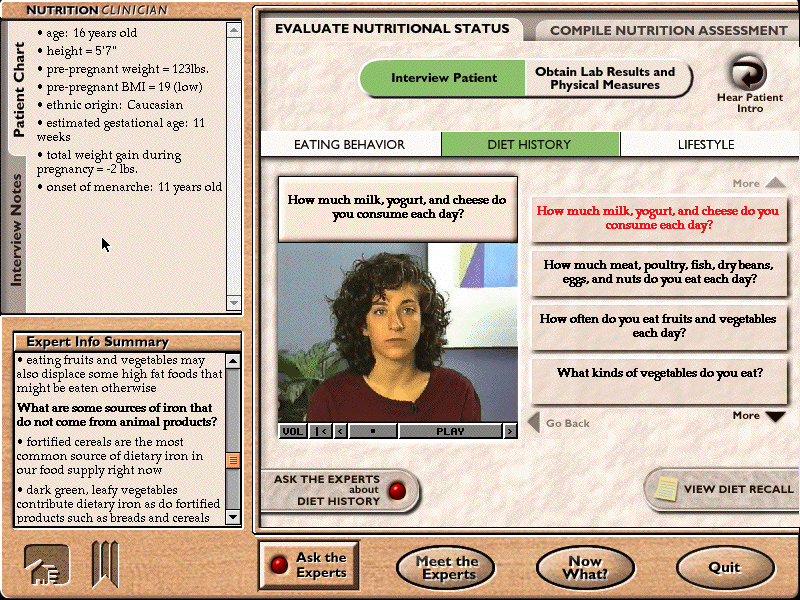 NUTRITION CLINICIAN
Patient Chart
Interview Notes
• age: 16 years old
• height = 5'7"
• pre-pregnant weight = 123lbs.
• pre-pregnant BMI = 19 (low)
• ethnic origin: Caucasian
• estimated gestational age: 11
weeks
• total weight gain during
pregnancy = -2 lbs.
• onset of menarche: 11 years old
Expert Info Summary
• eating fruits and vegetables may
also displace some high fat foods that
might be eaten otherwise
What are some sources of iron that
do not come from animal products?
• fortified cereals are the most
common source of dietary iron in
our food supply right now
• dark green, leafy vegetables
contribute dietary iron as do fortified
products such as breads and cereals
EVALUATE NUTRITIONAL STATUS
COMPILE NUTRITION ASSESSMENT
Interview Patient
Obtain Lab Results and
Physical Measures
Hear Patient
Intro
EATING BEHAVIOR
DIET HISTORY
LIFESTYLE
How much milk, yogurt, and cheese do
you consume each day?
VOL |< < ▪ PLAY >
More
How much milk, yogurt, and cheese do you
consume each day?
How much meat, poultry, fish, dry beans,
eggs, and nuts do you eat each day?
How often do you eat fruits and vegetables
each day?
What kinds of vegetables do you eat?
Go Back
More
ASK THE EXPERTS
about
DIET HISTORY
VIEW DIET RECALL
Ask the
Experts
Meet the
Experts
Now
What?
Quit